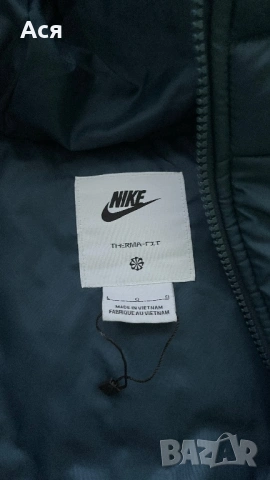 Ася
NIKE
THERMA-FIT
L G G
MADE IN VIETNAM
FABRIQUÉ AU VIETNAM
BAZAR